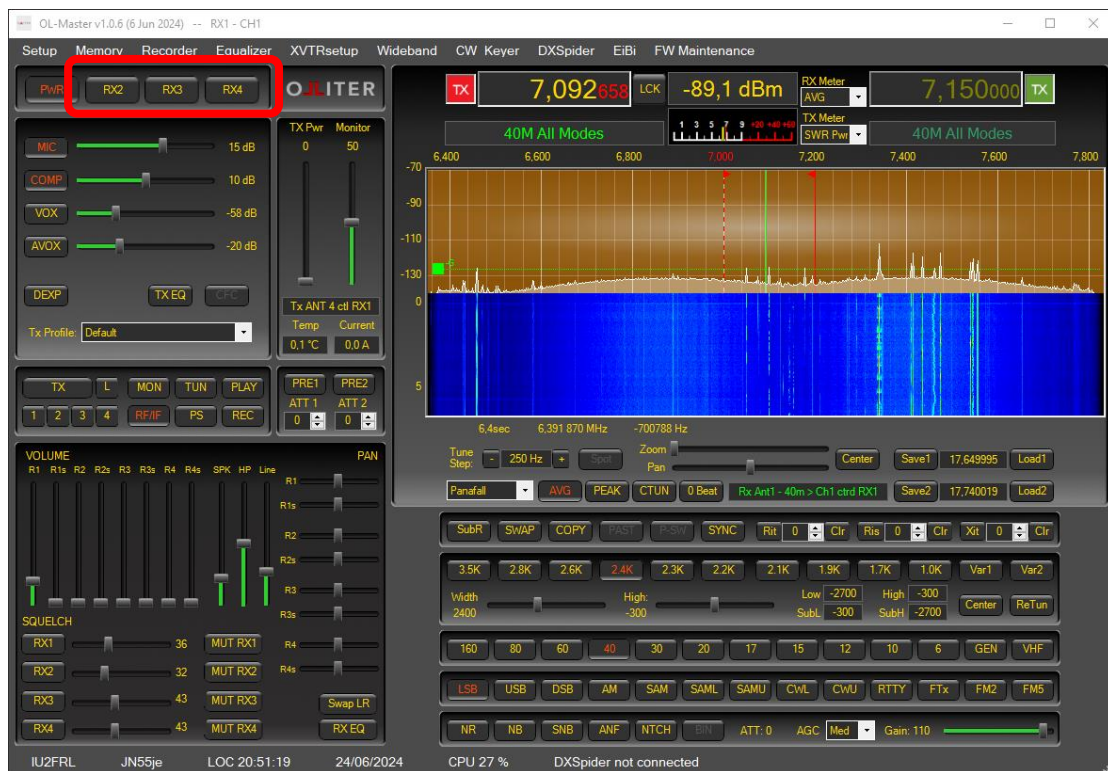 OL-Master v1.0.6 (6 Jun 2024) -- RX1 - CH1
Setup Memory Recorder Equalizer XVTRsetup Wideband CW Keyer DXSpider EiBi FW Maintenance
PWR RX2 RX3 RX4 OLLITER
TX 7,092658 LCK -89,1 dBm RX Meter AVG 7,150000 TX
TX Meter SWR Pwr
40M All Modes 1 3 5 7 9 +20 +40 +60 40M All Modes
MIC 15 dB
COMP 10 dB
VOX -58 dB
AVOX -20 dB
DEXP TX EQ CFC
Tx Profile: Default
TX Pwr Monitor
0 50
Tx ANT 4 ctl RX1
Temp Current
0,1 °C 0,0 A
6,400 6,600 6,800 7,000 7,200 7,400 7,600 7,800
-70
-90
-110
-130
-G
0
5
6,4sec 6,391 870 MHz -700788 Hz
TX L MON TUN PLAY
1 2 3 4 RF/IF PS REC
PRE1 PRE2
ATT 1 ATT 2
0 0
Tune Step: - 250 Hz + Spot Zoom Pan Center Save1 17,649995 Load1
Panafall AVG PEAK CTUN 0 Beat Rx Ant1 - 40m > Ch1 ctrd RX1 Save2 17,740019 Load2
VOLUME PAN
R1 R1s R2 R2s R3 R3s R4 R4s SPK HP Line
R1
R1s
R2
R2s
R3
R3s
R4
R4s
SQUELCH
RX1 36 MUT RX1
RX2 32 MUT RX2
RX3 43 MUT RX3
RX4 43 MUT RX4
Swap LR
RX EQ
SubR SWAP COPY PAST P-SW SYNC Rit 0 Clr Ris 0 Clr Xit 0 Clr
3.5K 2.8K 2.6K 2.4K 2.3K 2.2K 2.1K 1.9K 1.7K 1.0K Var1 Var2
Width High: Low -2700 High -300 Center ReTun
2400 -300 SubL -300 SubH -2700
160 80 60 40 30 20 17 15 12 10 6 GEN VHF
LSB USB DSB AM SAM SAML SAMU CWL CWU RTTY FTx FM2 FM5
NR NB SNB ANF NTCH BIN ATT: 0 AGC Med Gain: 110
IU2FRL JN55je LOC 20:51:19 24/06/2024 CPU 27 % DXSpider not connected